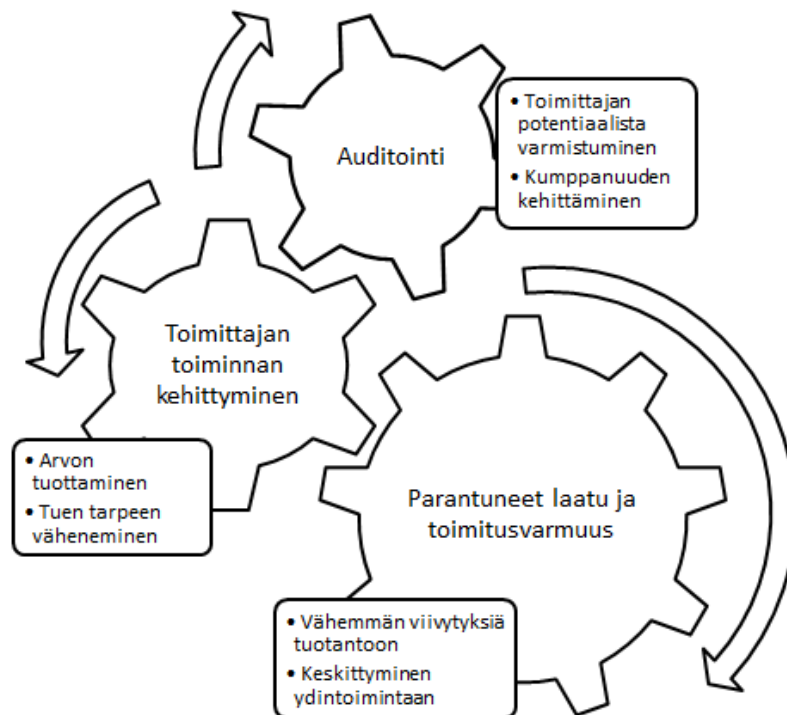 Auditointi
• Toimittajan
potentiaalista
varmistuminen
• Kumppanuuden
kehittäminen
Toimittajan
toiminnan
kehittyminen
• Arvon
tuottaminen
• Tuen tarpeen
väheneminen
Parantuneet laatu ja
toimitusvarmuus
• Vähemmän viivytyksiä
tuotantoon
• Keskittyminen
ydintoimintaan